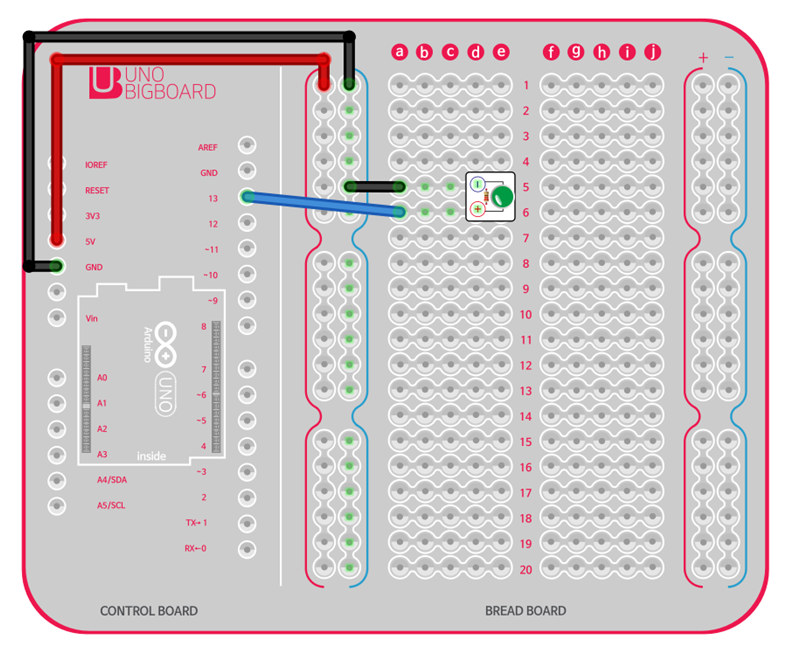 a b c d e f g h i j
+ −
UNO
BIGBOARD
IOREF
RESET
3V3
5V
GND
Vin
A0
A1
A2
A3
A4/SDA
A5/SCL
AREF
GND
13
12
~11
~10
~9
8
7
~6
~5
4
~3
2
TX→1
RX←0
Arduino
UNO
inside
1
2
3
4
5
6
7
8
9
10
11
12
13
14
15
16
17
18
19
20
CONTROL BOARD
BREAD BOARD